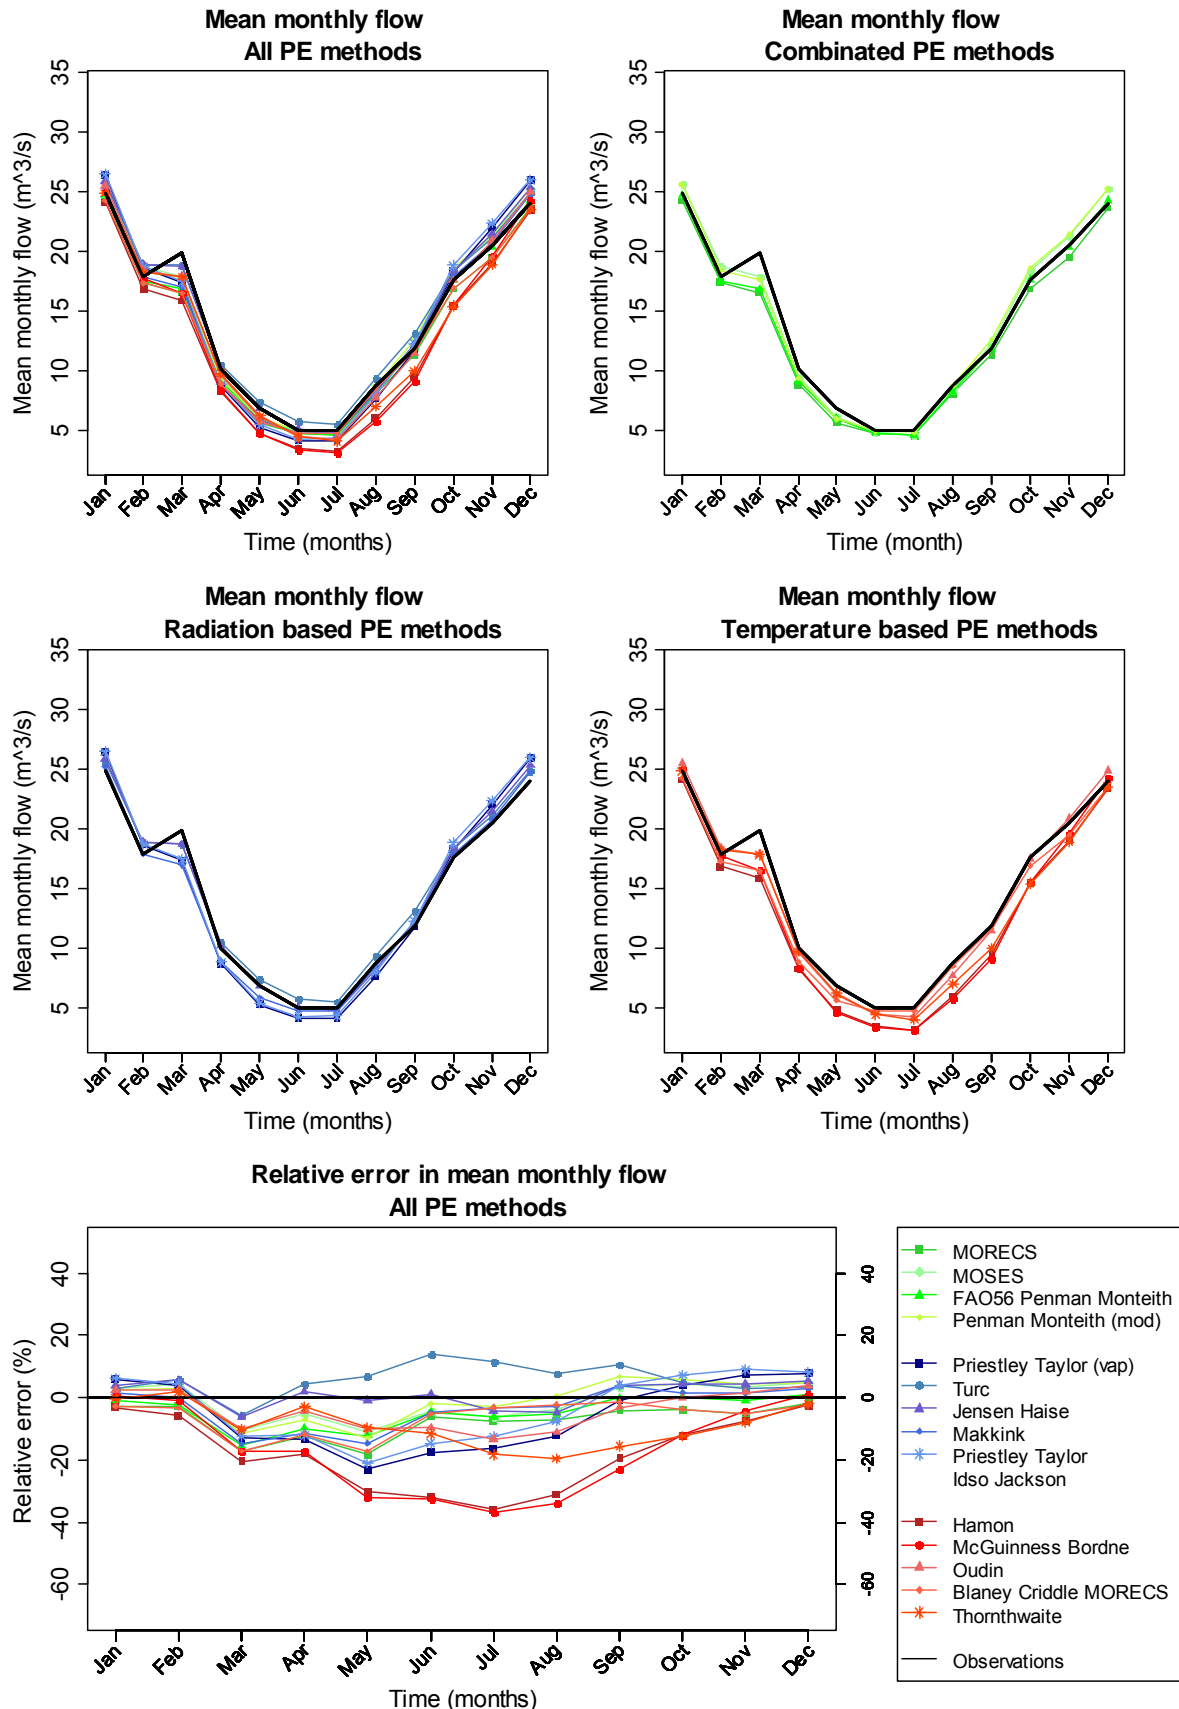 Mean monthly flow
All PE methods
Mean monthly flow (m^3/s)
35
30
25
20
15
10
5
Jan
Feb
Mar
Apr
May
Jun
Jul
Aug
Sep
Oct
Nov
Dec
Time (months)
Mean monthly flow
Combinated PE methods
Mean monthly flow (m^3/s)
35
30
25
20
15
10
5
Jan
Feb
Mar
Apr
May
Jun
Jul
Aug
Sep
Oct
Nov
Dec
Time (month)
Mean monthly flow
Radiation based PE methods
Mean monthly flow (m^3/s)
35
30
25
20
15
10
5
Jan
Feb
Mar
Apr
May
Jun
Jul
Aug
Sep
Oct
Nov
Dec
Time (months)
Mean monthly flow
Temperature based PE methods
Mean monthly flow (m^3/s)
35
30
25
20
15
10
5
Jan
Feb
Mar
Apr
May
Jun
Jul
Aug
Sep
Oct
Nov
Dec
Time (months)
Relative error in mean monthly flow
All PE methods
Relative error (%)
40
20
0
-20
-40
-60
40
20
0
-20
-40
-60
Jan
Feb
Mar
Apr
May
Jun
Jul
Aug
Sep
Oct
Nov
Dec
Time (months)
MORECS
MOSES
FAO56 Penman Monteith
Penman Monteith (mod)
Priestley Taylor (vap)
Turc
Jensen Haise
Makkink
Priestley Taylor
Idso Jackson
Hamon
McGuinness Bordne
Oudin
Blaney Criddle MORECS
Thornthwaite
Observations